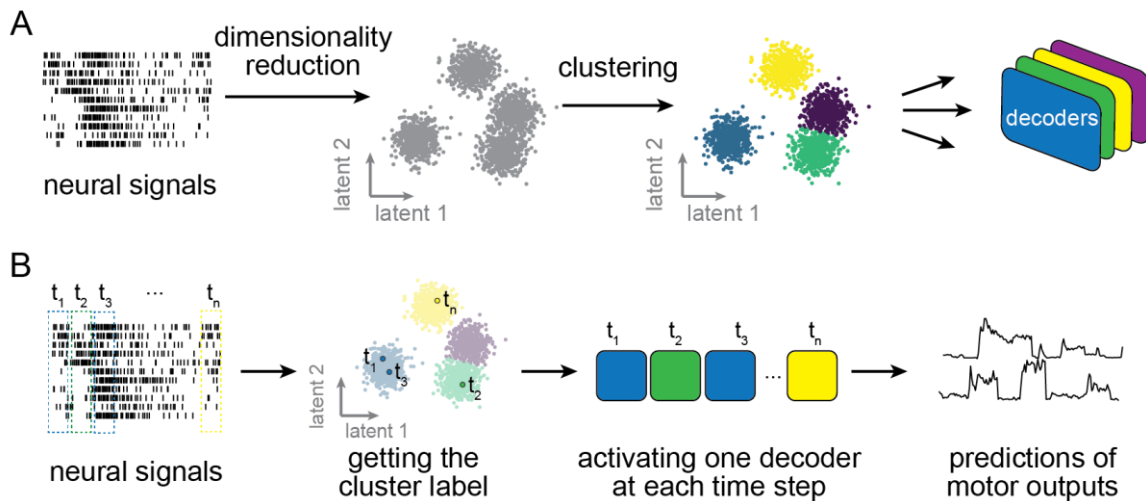 A
dimensionality
reduction
clustering
decoders
neural signals
latent 2
latent 1
latent 2
latent 1
B
t1 t2 t3 ... tn
tn
t1
t3
t2
latent 2
latent 1
t1 t2 t3 ... tn
neural signals
getting the
cluster label
activating one decoder
at each time step
predictions of
motor outputs